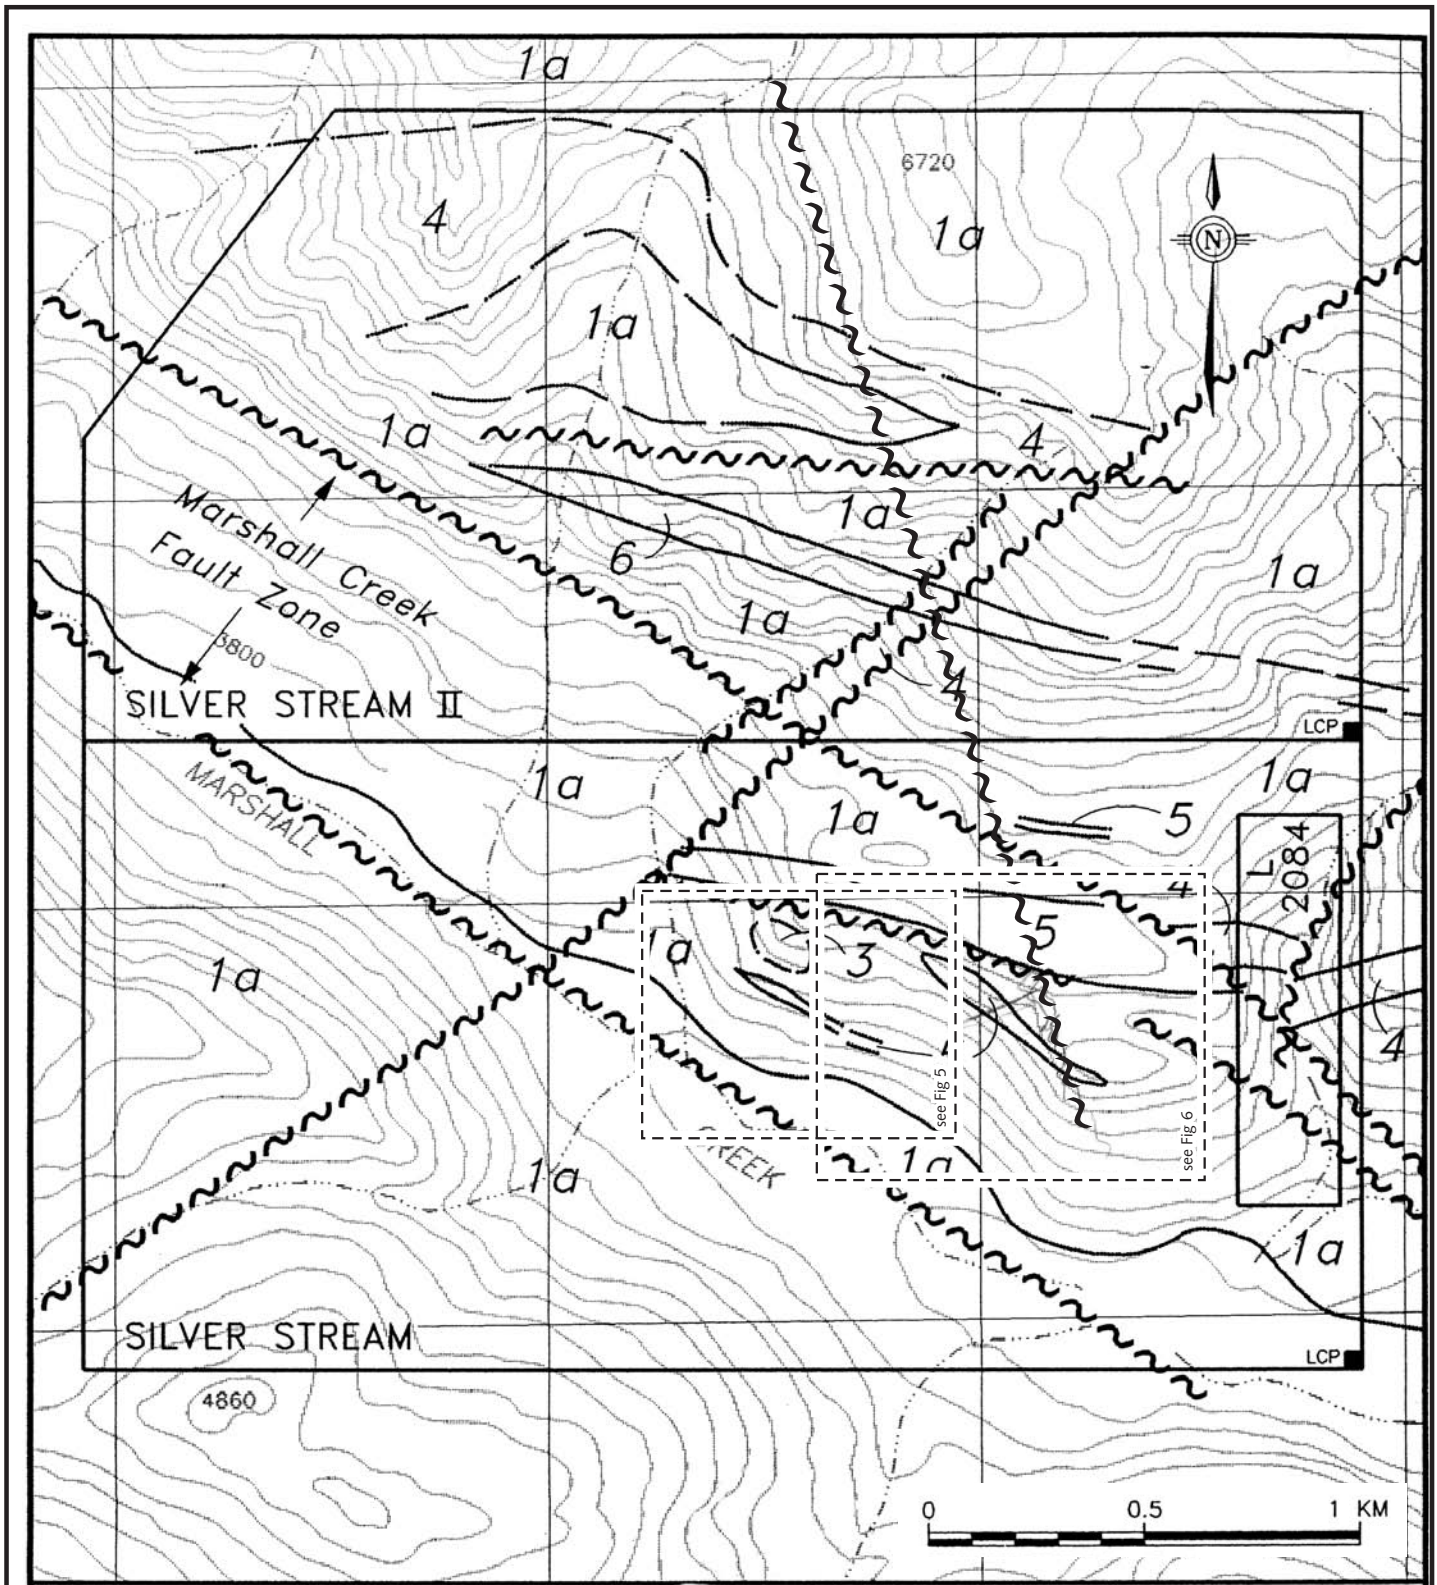 1a
6720
4
1a
N
1a
1a
4
Marshall Creek
Fault Zone
1a
6
1a
1a
3800
4
SILVER STREAM II
LCP
MARSHALL
1a
1a
1a
5
L
2084
4
5
1a
3
1a
4
see Fig 5
see Fig 6
CREEK
1a
1a
1a
SILVER STREAM
LCP
4860
0 0.5 1 KM